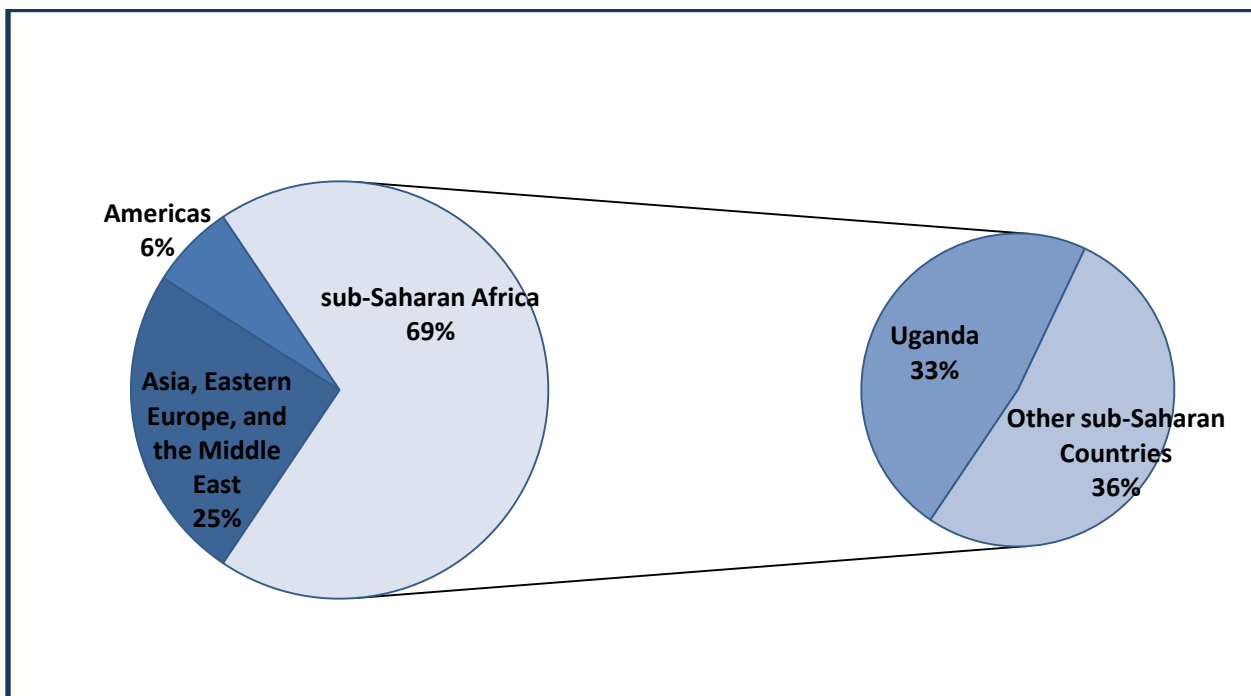 Americas
6%
sub-Saharan Africa
69%
Asia, Eastern
Europe, and
the Middle
East
25%
Uganda
33%
Other sub-Saharan
Countries
36%